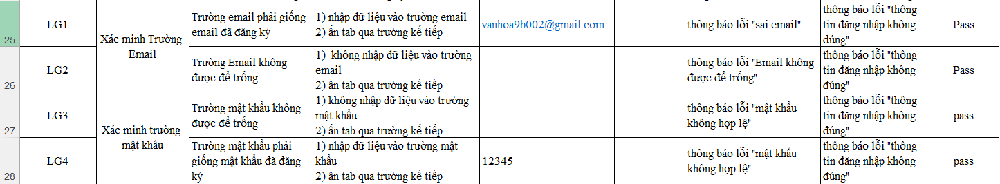 25
LG1
Xác minh Trường
Email
Trường email phải giống
email đã đăng ký
1) nhập dữ liệu vào trường email
2) ấn tab qua trường kế tiếp
vanhoa9b002@gmail.com
thông báo lỗi "sai email"
thông báo lỗi "thông
tin đăng nhập không
đúng"
Pass
26
LG2
Trường Email không
được để trống
1) không nhập dữ liệu vào trường
email
2) ấn tab qua trường kế tiếp
thông báo lỗi "Email không
được để trống"
thông báo lỗi "thông
tin đăng nhập không
đúng"
Pass
27
LG3
Xác minh trường
mật khẩu
Trường mật khẩu không
được để trống
1) không nhập dữ liệu vào trường
mật khẩu
2) ấn tab qua trường kế tiếp
thông báo lỗi "mật khẩu
không hợp lệ"
thông báo lỗi "thông
tin đăng nhập không
đúng"
pass
28
LG4
Trường mật khẩu phải
giống mật khẩu đã đăng
ký
1) nhập dữ liệu vào trường mật
khẩu
2) ấn tab qua trường kế tiếp
12345
thông báo lỗi "mật khẩu
không hợp lệ"
thông báo lỗi "thông
tin đăng nhập không
đúng"
pass